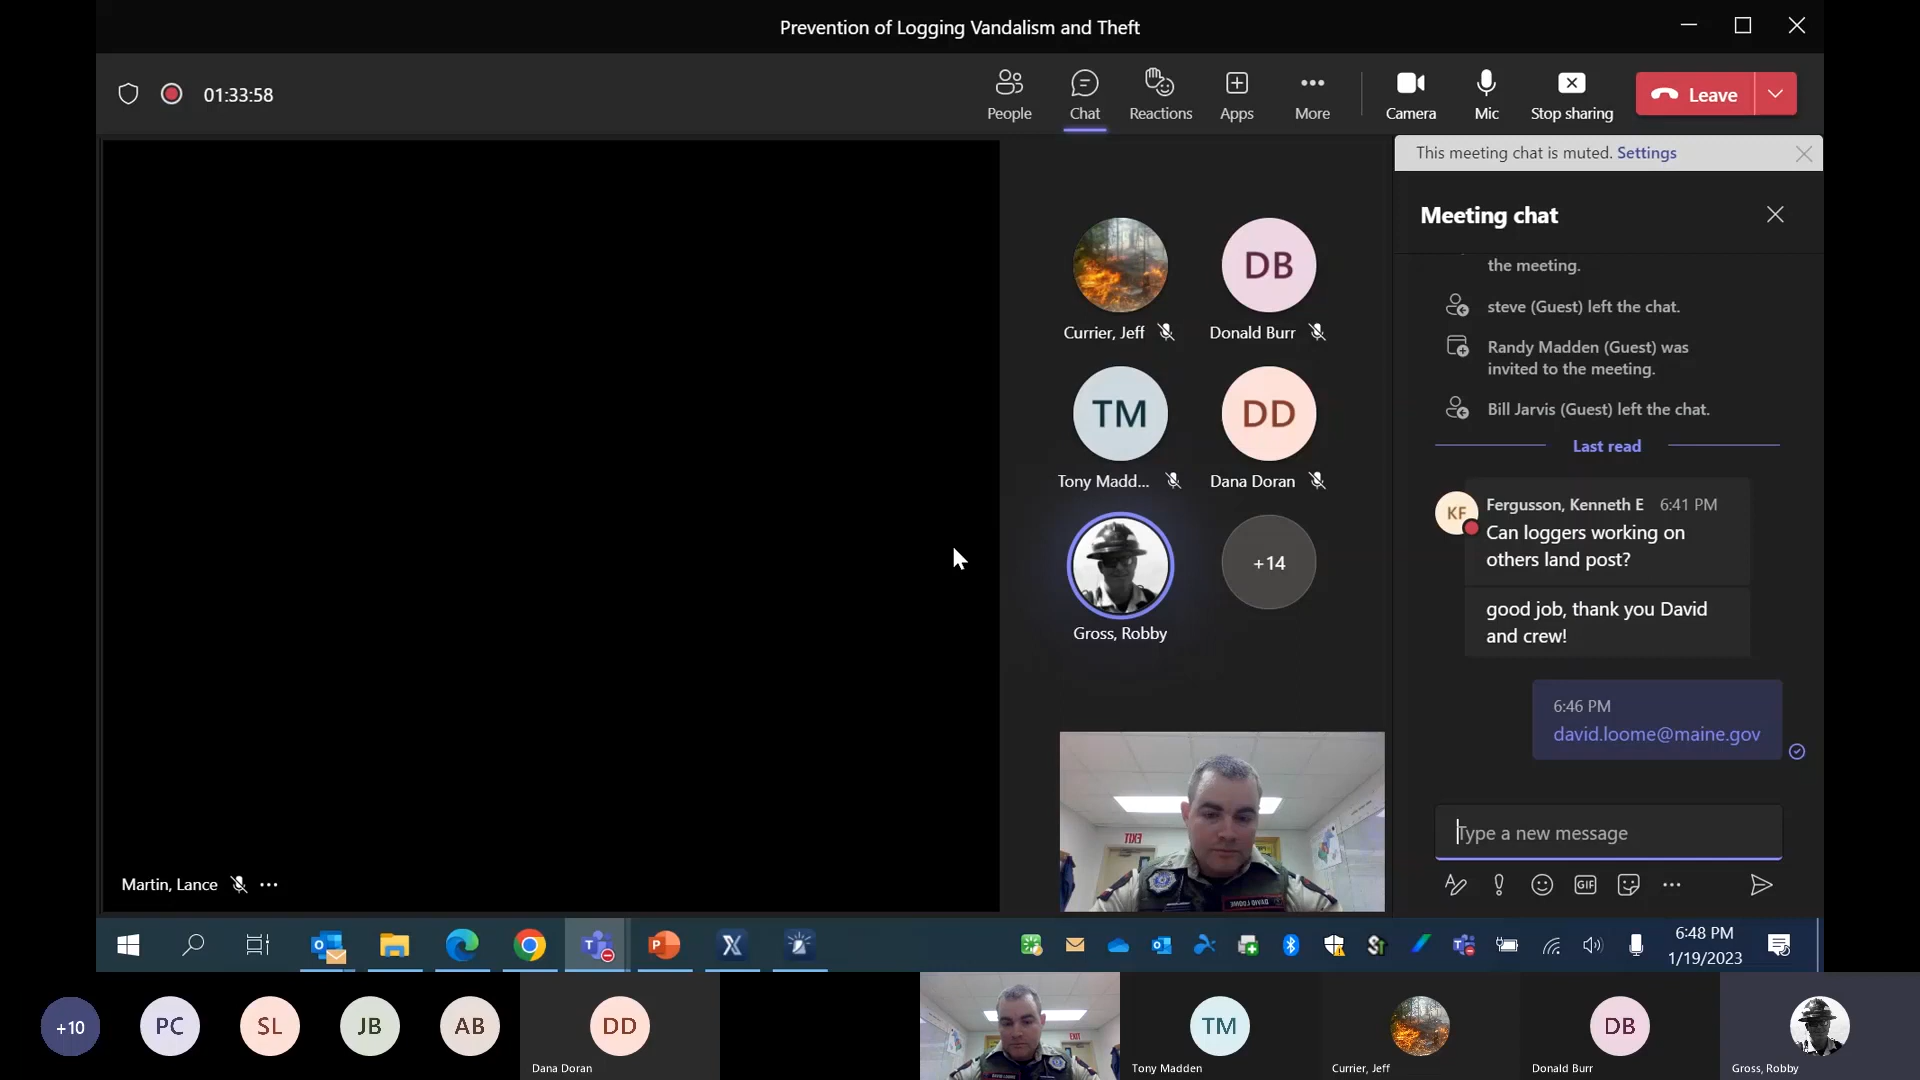 Prevention of Logging Vandalism and Theft
01:33:58
People
Chat
Reactions
Apps
More
Camera
Mic
Stop sharing
Leave
This meeting chat is muted. Settings
Meeting chat
the meeting.
steve (Guest) left the chat.
Randy Madden (Guest) was
invited to the meeting.
Bill Jarvis (Guest) left the chat.
Last read
KF
Fergusson, Kenneth E 6:41 PM
Can loggers working on
others land post?
good job, thank you David
and crew!
6:46 PM
david.loome@maine.gov
Type a new message
GIF
Currier, Jeff
DB
Donald Burr
TM
Tony Madd...
DD
Dana Doran
Gross, Robby
+14
EXIT
DAVID LOOME
Martin, Lance
6:48 PM
1/19/2023
+10
PC
SL
JB
AB
DD
Dana Doran
TM
Tony Madden
Currier, Jeff
DB
Donald Burr
Gross, Robby